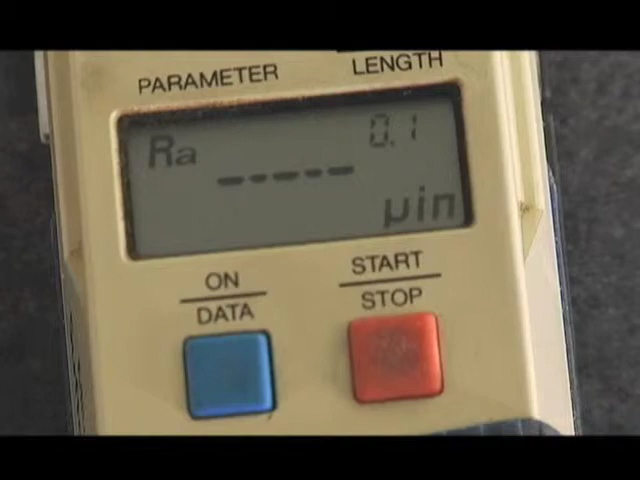 PARAMETER LENGTH
Ra 0.1
-----
µin
ON START
DATA STOP